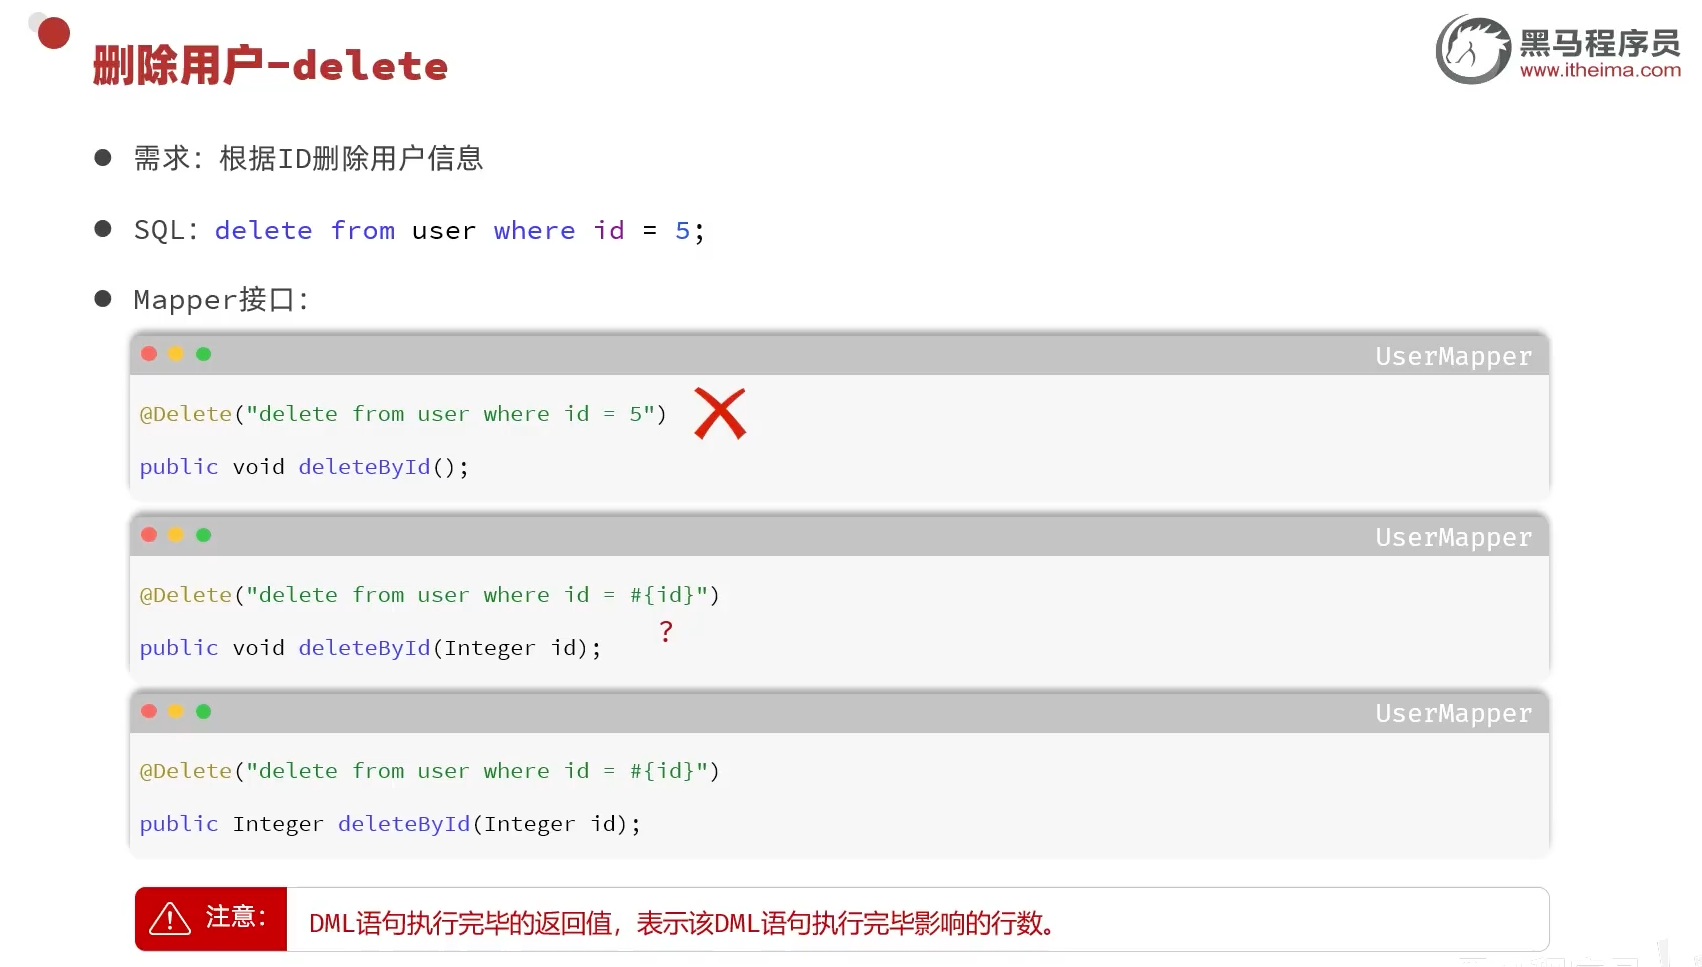 删除用户-delete
黑马程序员
www.itheima.com
需求：根据ID删除用户信息
SQL：delete from user where id = 5;
Mapper接口：
UserMapper
@Delete("delete from user where id = 5")
public void deleteById();
UserMapper
@Delete("delete from user where id = #{id}")
?
public void deleteById(Integer id);
UserMapper
@Delete("delete from user where id = #{id}")
public Integer deleteById(Integer id);
注意：
DML语句执行完毕的返回值，表示该DML语句执行完毕影响的行数。